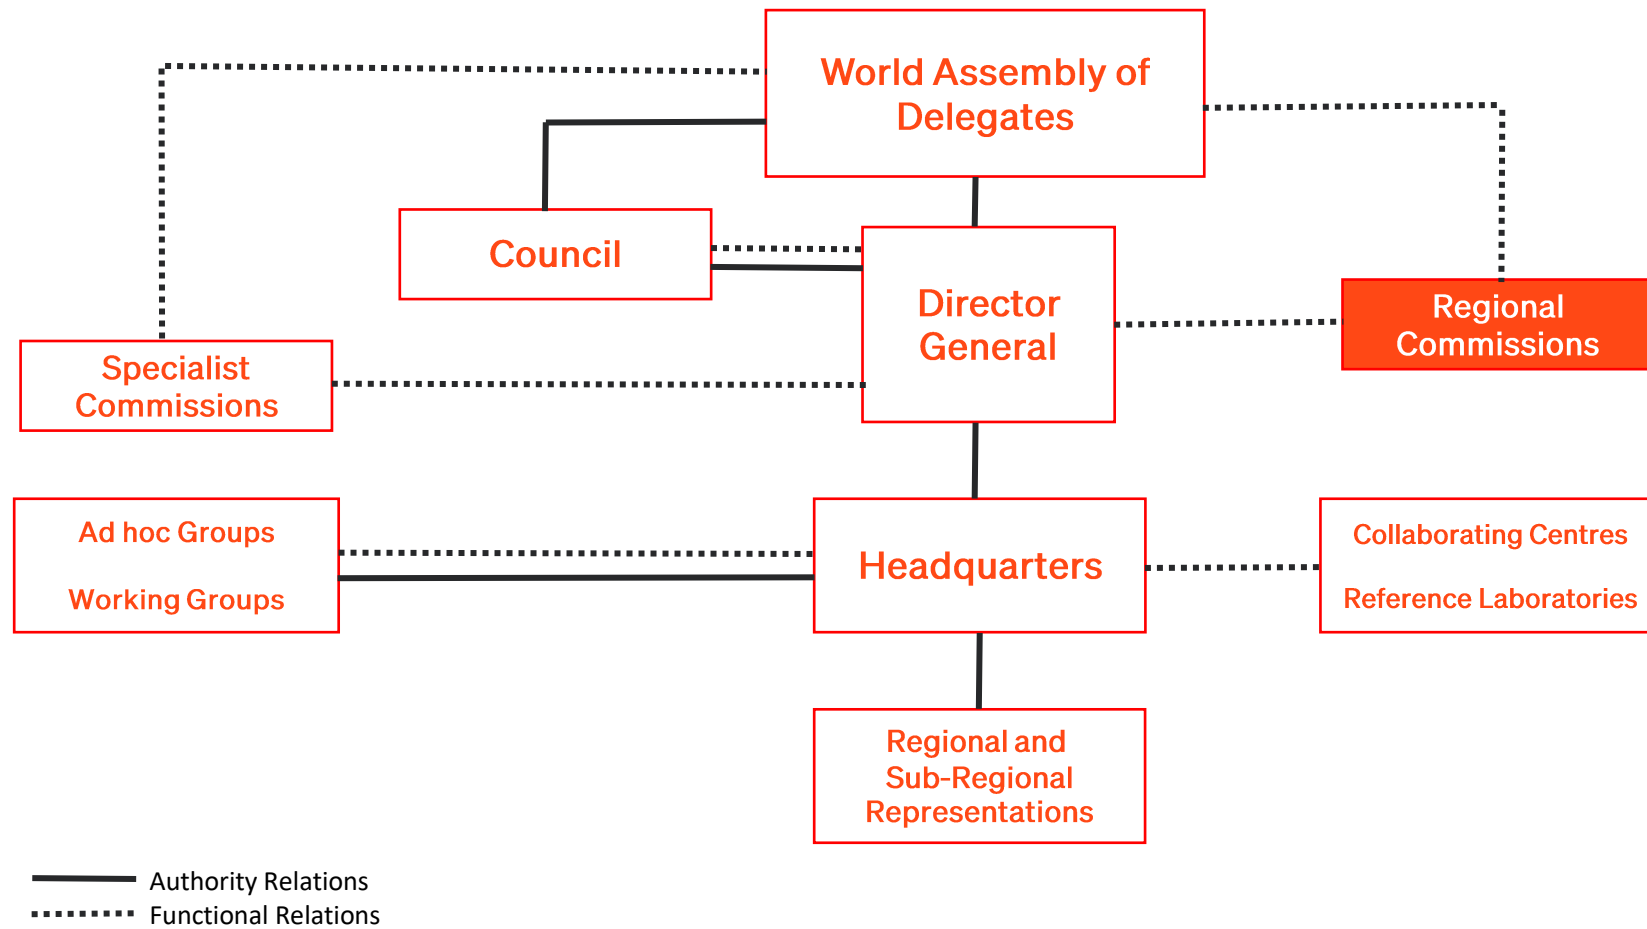 World Assembly of
Delegates
Council
Director
General
Regional
Commissions
Specialist
Commissions
Ad hoc Groups
Working Groups
Headquarters
Collaborating Centres
Reference Laboratories
Regional and
Sub-Regional
Representations
Authority Relations
Functional Relations